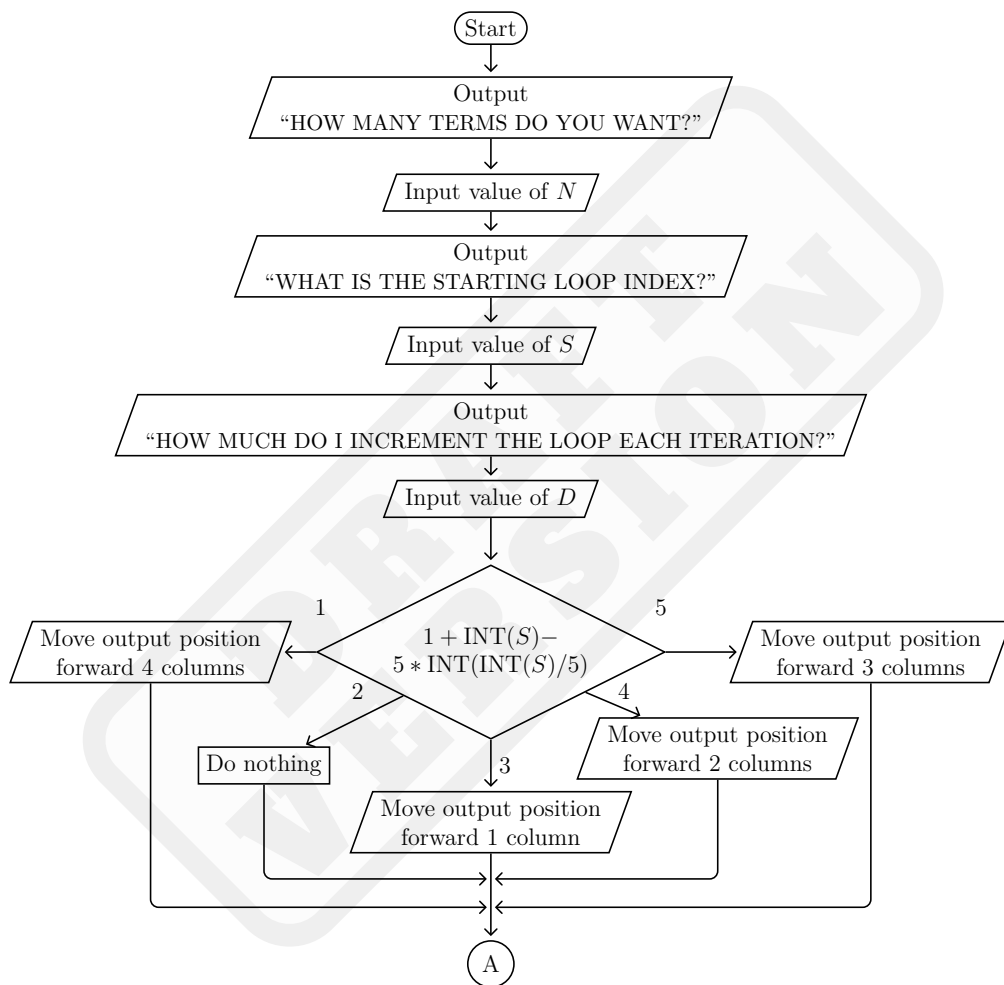 Start
Output
“HOW MANY TERMS DO YOU WANT?”
Input value of N
Output
“WHAT IS THE STARTING LOOP INDEX?”
Input value of S
Output
“HOW MUCH DO I INCREMENT THE LOOP EACH ITERATION?”
Input value of D
1 + INT(S)−
5 ∗ INT(INT(S)/5)
1
Move output position
forward 4 columns
2
Do nothing
3
Move output position
forward 1 column
4
Move output position
forward 2 columns
5
Move output position
forward 3 columns
A
DRAFT
VERSION